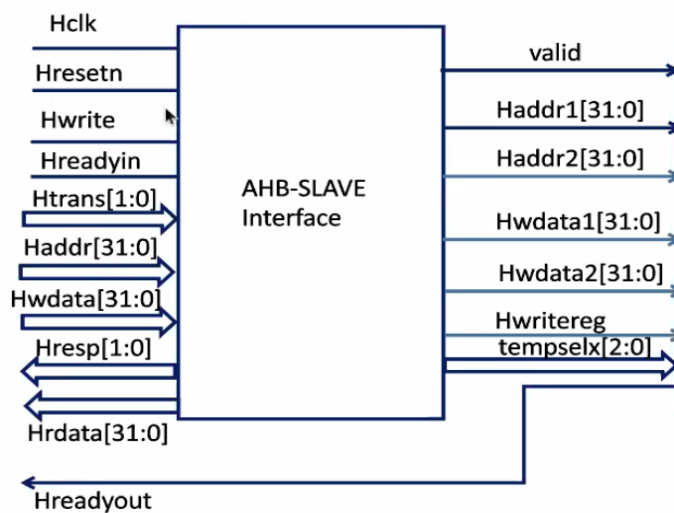 Hclk
Hresetn
Hwrite
Hreadyin
Htrans[1:0]
Haddr[31:0]
Hwdata[31:0]
Hresp[1:0]
Hrdata[31:0]
Hreadyout
AHB-SLAVE
Interface
valid
Haddr1[31:0]
Haddr2[31:0]
Hwdata1[31:0]
Hwdata2[31:0]
Hwritereg
tempselx[2:0]